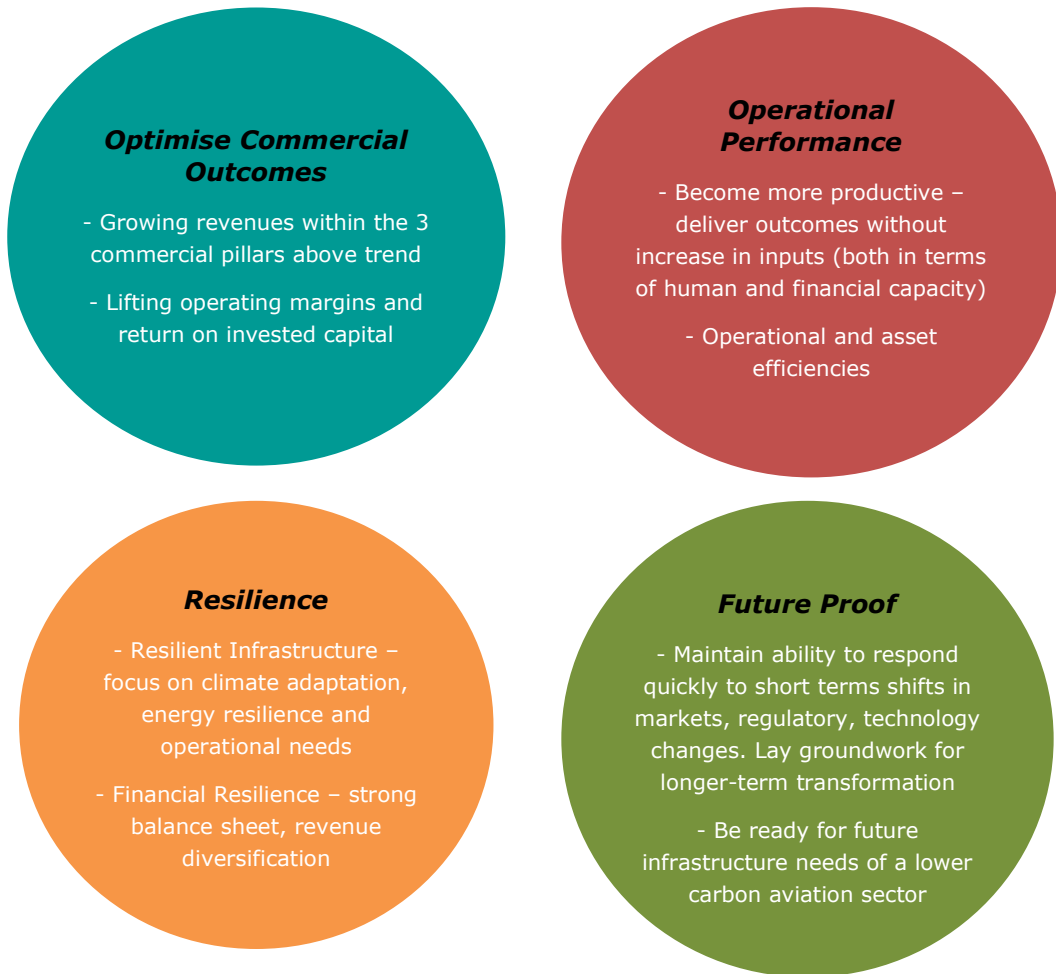 Optimise Commercial
Outcomes
- Growing revenues within the 3
commercial pillars above trend
- Lifting operating margins and
return on invested capital
Operational
Performance
- Become more productive –
deliver outcomes without
increase in inputs (both in terms
of human and financial capacity)
- Operational and asset
efficiencies
Resilience
- Resilient Infrastructure –
focus on climate adaptation,
energy resilience and
operational needs
- Financial Resilience – strong
balance sheet, revenue
diversification
Future Proof
- Maintain ability to respond
quickly to short terms shifts in
markets, regulatory, technology
changes. Lay groundwork for
longer-term transformation
- Be ready for future
infrastructure needs of a lower
carbon aviation sector